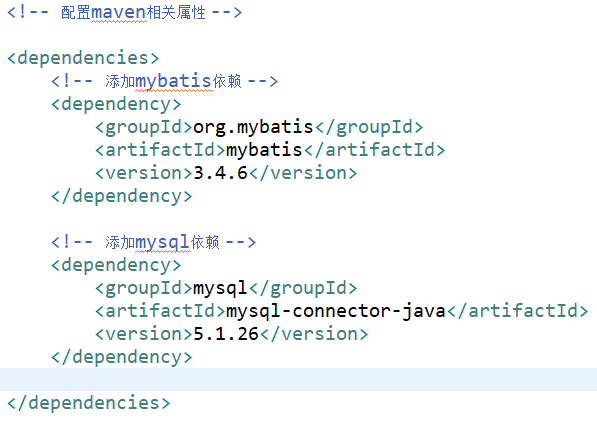 <!-- 配置maven相关属性 -->
<dependencies>
<!-- 添加mybatis依赖 -->
<dependency>
<groupId>org.mybatis</groupId>
<artifactId>mybatis</artifactId>
<version>3.4.6</version>
</dependency>
<!-- 添加mysql依赖 -->
<dependency>
<groupId>mysql</groupId>
<artifactId>mysql-connector-java</artifactId>
<version>5.1.26</version>
</dependency>
</dependencies>